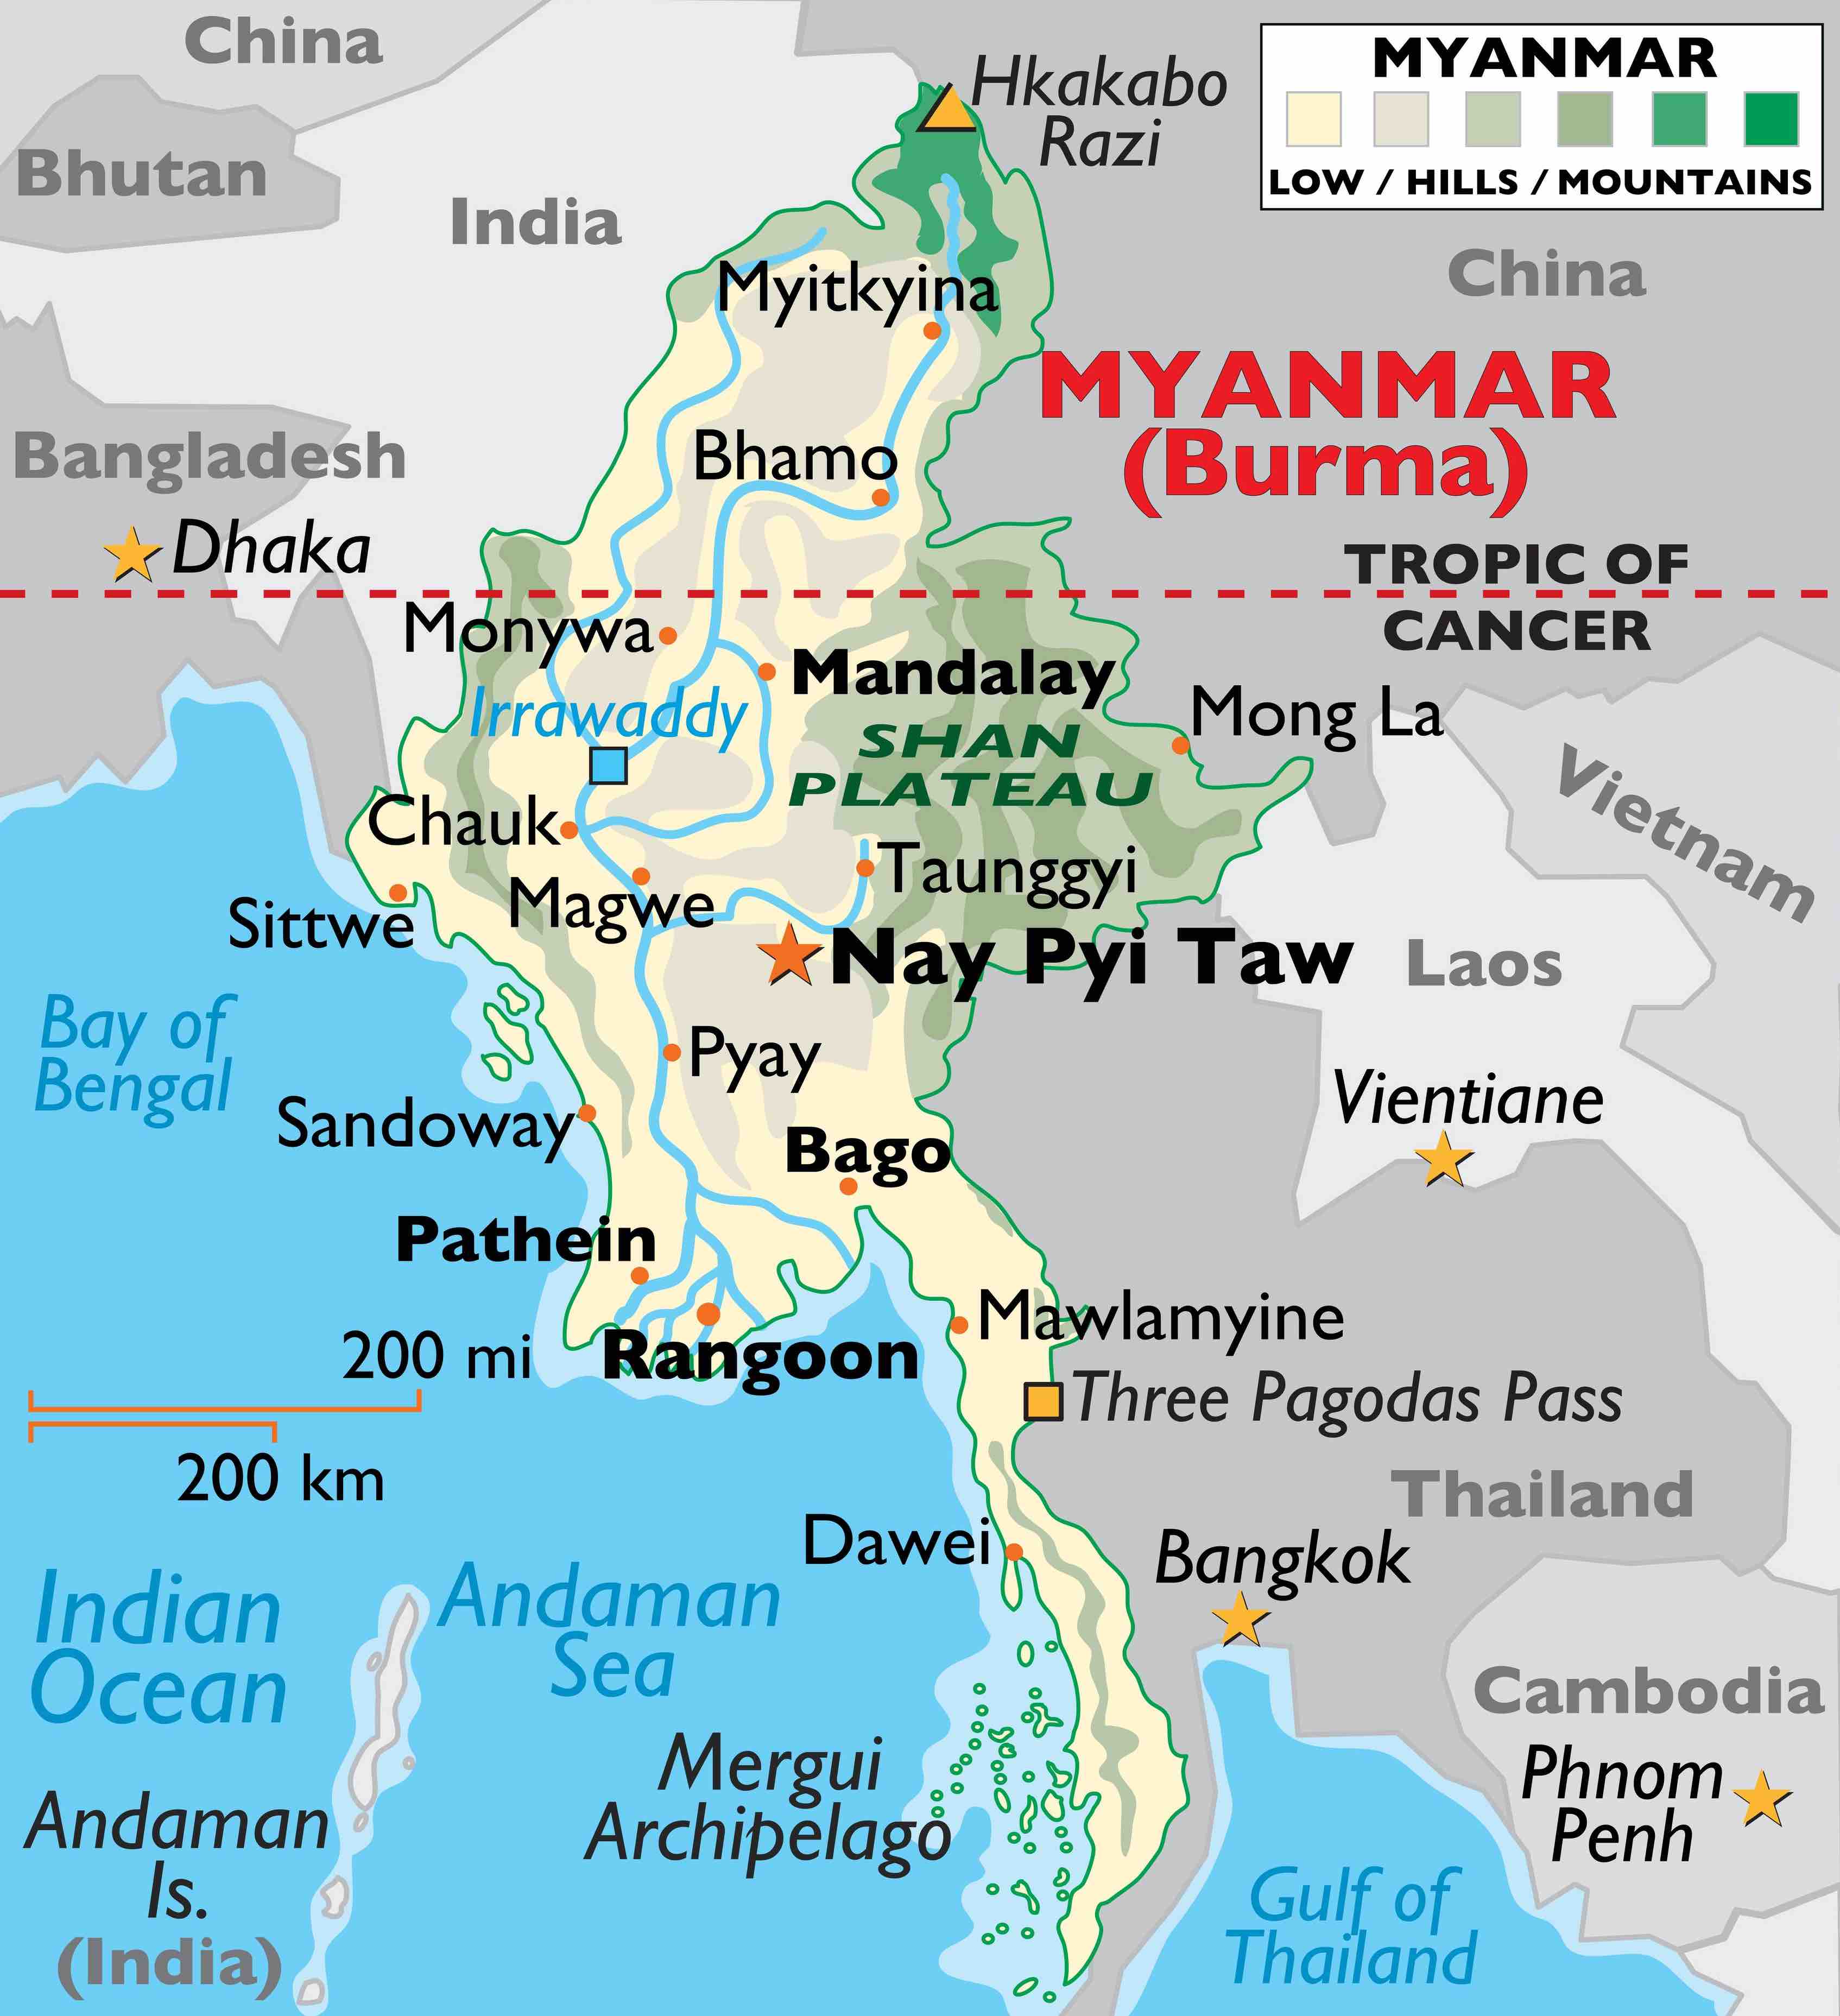 China
Hkakabo
Razi
MYANMAR
LOW / HILLS / MOUNTAINS
Bhutan
India
China
Myitkyina
MYANMAR
(Burma)
Bangladesh
Bhamo
Dhaka
TROPIC OF
CANCER
Monywa
Mandalay
Irrawaddy
Mong La
SHAN
PLATEAU
Vietnam
Chauk
Taunggyi
Magwe
Sittwe
Nay Pyi Taw
Laos
Bay of
Bengal
Pyay
Vientiane
Sandoway
Bago
Pathein
Mawlamyine
200 mi
Rangoon
Three Pagodas Pass
200 km
Thailand
Dawei
Bangkok
Indian
Ocean
Andaman
Sea
Cambodia
Mergui
Archipelago
Phnom
Penh
Andaman
Is.
(India)
Gulf of
Thailand